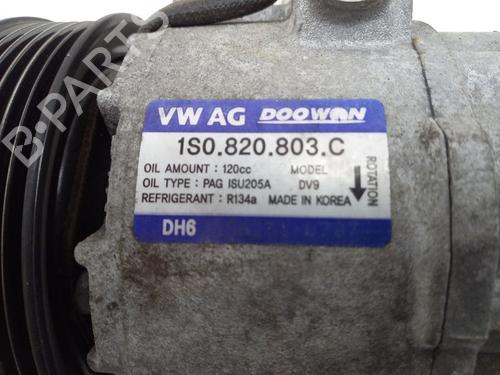 B-PARTS
VW AG DOOWON
1S0.820.803.C
OIL AMOUNT : 120cc MODEL
OIL TYPE : PAG ISU205A DV9
REFRIGERANT : R134a MADE IN KOREA
ROTATION
DH6